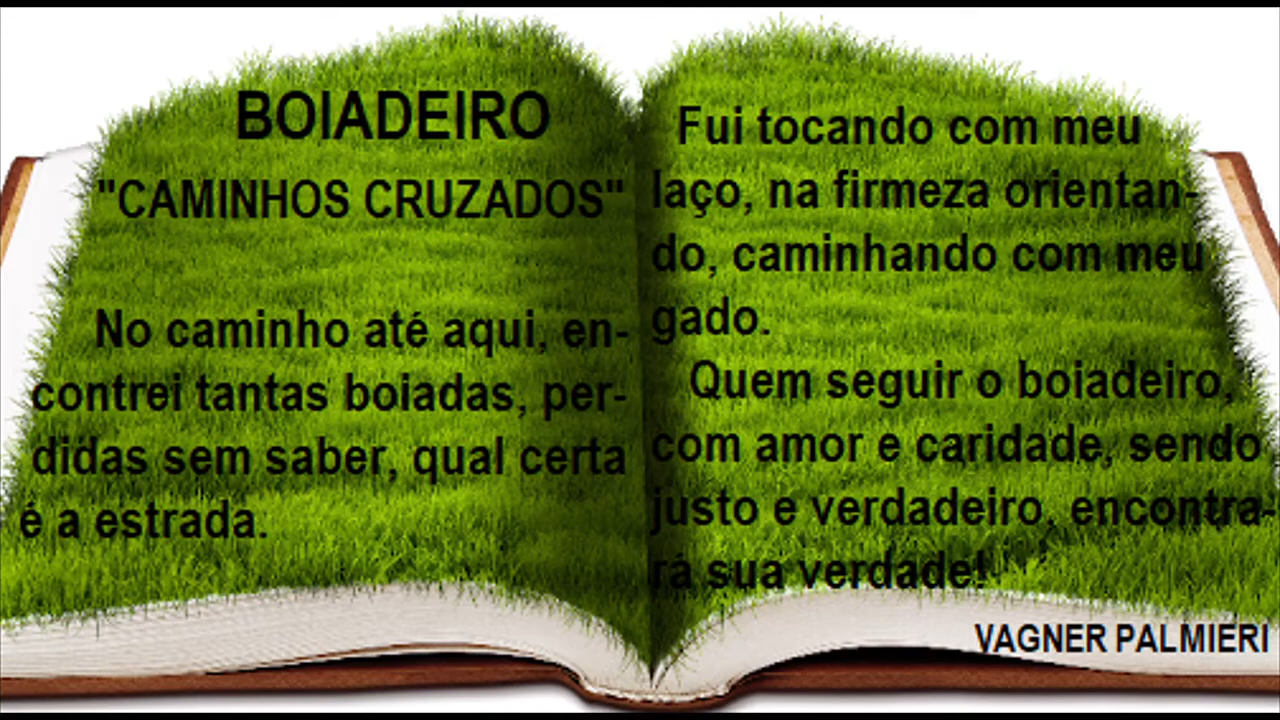 BOIADEIRO
"CAMINHOS CRUZADOS"
No caminho até aqui, en-
contrei tantas boiadas, per-
didas sem saber, qual certa
é a estrada.
Fui tocando com meu
laço, na firmeza orientan-
do, caminhando com meu
gado.
Quem seguir o boiadeiro,
com amor e caridade, sendo
justo e verdadeiro, encontra-
rá sua verdade!
VAGNER PALMIERI